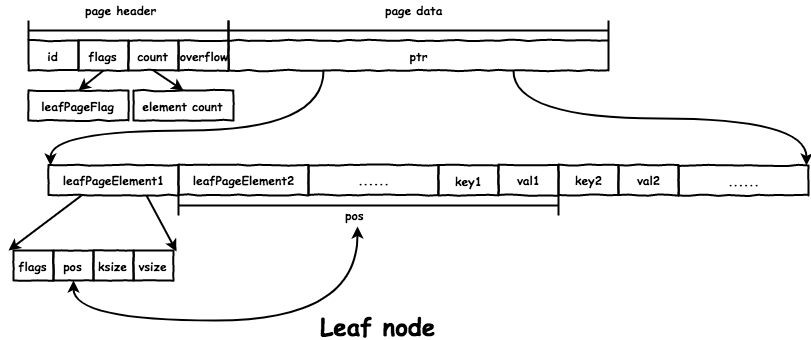 page header page data
id flags count overflow ptr
leafPageFlag element count
leafPageElement1 leafPageElement2 ...... key1 val1 key2 val2 ......
pos
flags pos ksize vsize
Leaf node